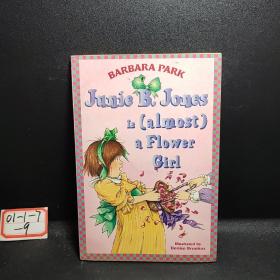 BARBARA PARK
Junie B. Jones
Is (almost)
a Flower
Girl
Illustrated by
Denise Brunkus
01-1-7
-9